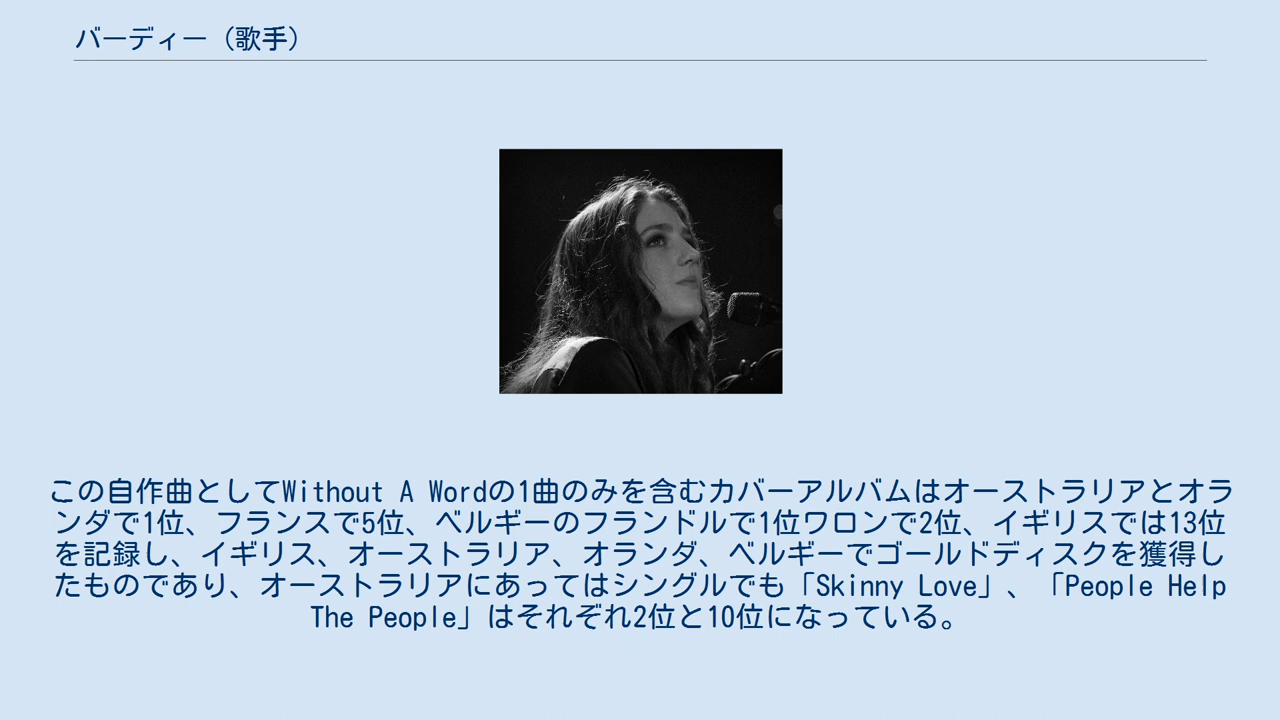 バーディー（歌手）
この自作曲としてWithout A Wordの1曲のみを含むカバーアルバムはオーストラリアとオラ
ンダで1位、フランスで5位、ベルギーのフランドルで1位ワロンで2位、イギリスでは13位
を記録し、イギリス、オーストラリア、オランダ、ベルギーでゴールドディスクを獲得し
たものであり、オーストラリアにあってはシングルでも「Skinny Love」、「People Help
The People」はそれぞれ2位と10位になっている。